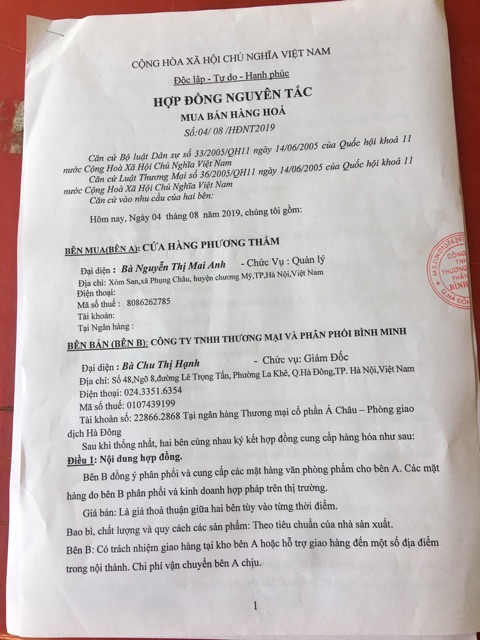 CỘNG HÒA XÃ HỘI CHỦ NGHĨA VIỆT NAM
Độc lập - Tự do - Hạnh phúc
HỢP ĐỒNG NGUYÊN TẮC
MUA BÁN HÀNG HOÁ
Số:04/ 08 /HĐNT2019
Căn cứ Bộ luật Dân sự số 33/2005/QH11 ngày 14/06/2005 của Quốc hội khoá 11
nước Cộng Hoà Xã Hội Chủ Nghĩa Việt Nam
Căn cứ Luật Thương Mại số 36/2005/QH11 ngày 14/06/2005 của Quốc hội khoá 11
nước Cộng Hoà Xã Hội Chủ Nghĩa Việt Nam
Căn cứ vào nhu cầu của hai bên:
Hôm nay, Ngày 04 tháng 08 năm 2019, chúng tôi gồm:
BÊN MUA(BÊN A): CỬA HÀNG PHƯƠNG THẢM
Đại diện : Bà Nguyễn Thị Mai Anh - Chức Vụ : Quản lý
Địa chỉ: Xóm San,xã Phụng Châu, huyện chương Mỹ,TP.Hà Nội,Việt Nam
Điện thoại:
Mã số thuế : 8086262785
Tài khoản:
Tại Ngân hàng :
BÊN BÁN (BÊN B): CÔNG TY TNHH THƯƠNG MẠI VÀ PHÂN PHỐI BÌNH MINH
Đại diện : Bà Chu Thị Hạnh - Chức vụ: Giám Đốc
Địa chỉ: Số 48,Ngõ 8,đường Lê Trọng Tấn, Phường La Khê, Q.Hà Đông,TP. Hà Nội,Việt Nam
Điện thoại: 024.3351.6354
Mã số thuế: 0107439199
Tài khoản số: 22866.2868 Tại ngân hàng Thương mại cổ phần Á Châu – Phòng giao
dịch Hà Đông
Sau khi thống nhất, hai bên cùng nhau ký kết hợp đồng cung cấp hàng hóa như sau:
Điều 1: Nội dung hợp đồng.
Bên B đồng ý phân phối và cung cấp các mặt hàng văn phòng phẩm cho bên A. Các mặt
hàng do bên B phân phối và kinh doanh hợp pháp trên thị trường.
Giá bán: Là giá thoả thuận giữa hai bên tùy vào từng thời điểm.
Bao bì, chất lượng và quy cách các sản phẩm: Theo tiêu chuẩn của nhà sản xuất.
Bên B: Có trách nhiệm giao hàng tại kho bên A hoặc hỗ trợ giao hàng đến một số địa điểm
trong nội thành. Chi phí vận chuyển bên A chịu.
1